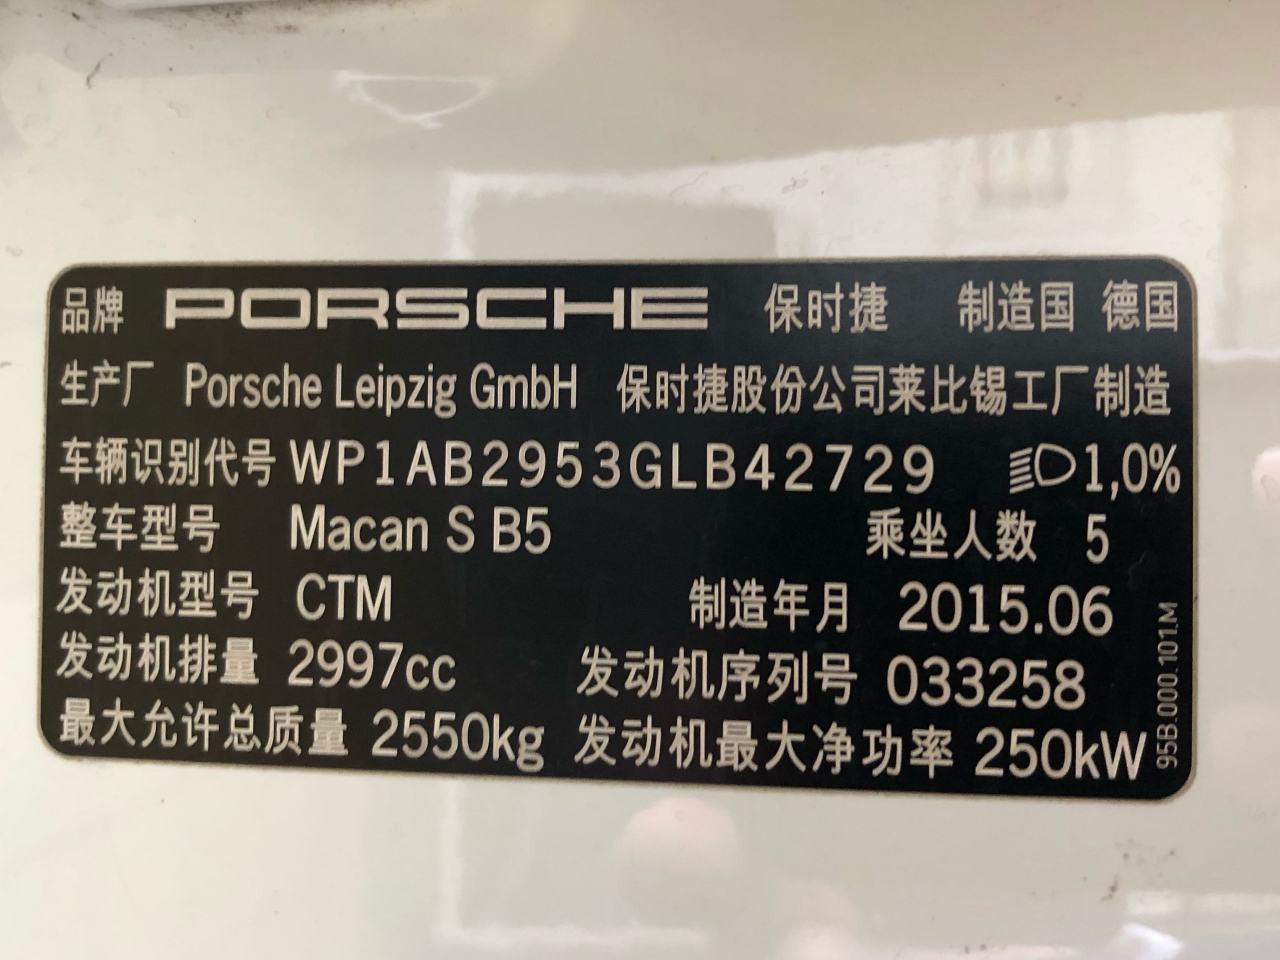 品牌 PORSCHE 保时捷 制造国 德国
生产厂 Porsche Leipzig GmbH 保时捷股份公司莱比锡工厂制造
车辆识别代号 WP1AB2953GLB42729 1,0%
整车型号 Macan S B5 乘坐人数 5
发动机型号 CTM 制造年月 2015.06
发动机排量 2997cc 发动机序列号 033258
最大允许总质量 2550kg 发动机最大净功率 250kW
95B.000.101.M